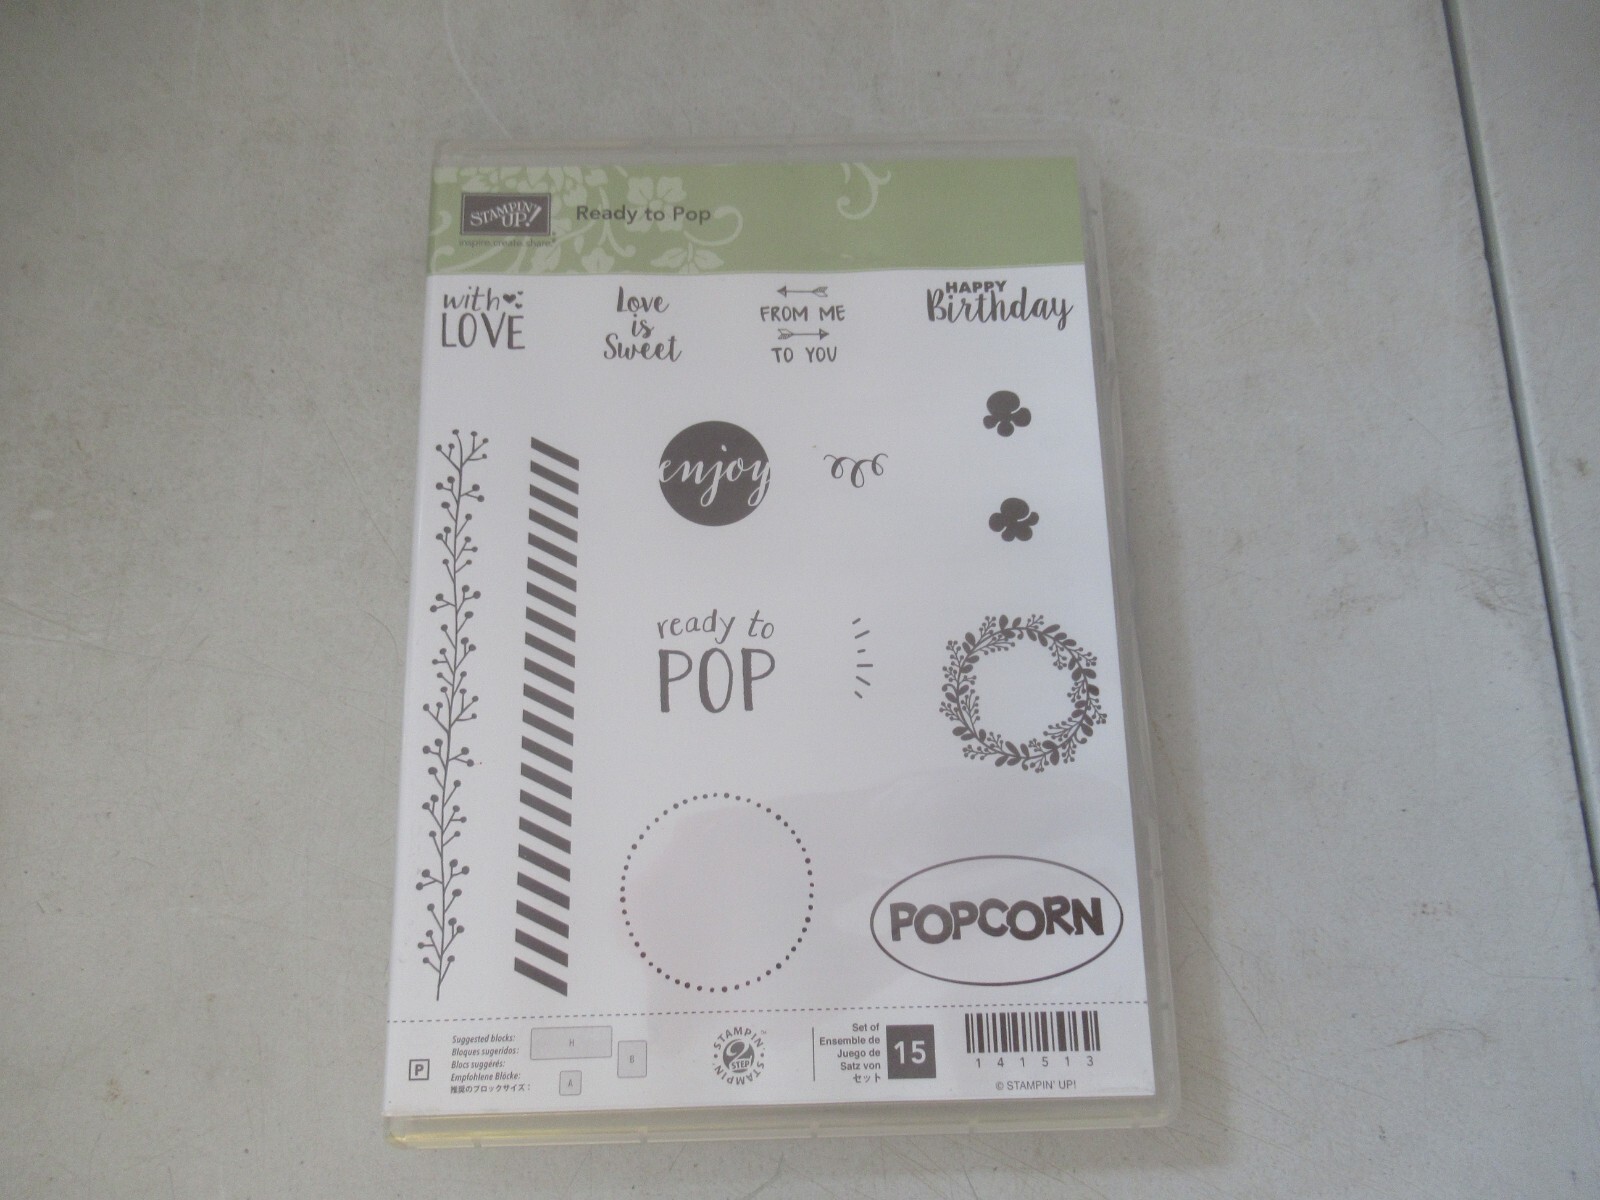 STAMPIN' UP!
inspire.create.share.
Ready to Pop
with
LOVE
Love
is
Sweet
FROM ME
TO YOU
HAPPY
Birthday
enjoy
ready to
POP
POPCORN
P
Suggested blocks:
Bloques sugeridos:
Blocs suggérés:
Empfohlene Blöcke:
推奨のブロックサイズ：
H
B
A
STAMPIN' 2 STEP STAMPIN'
Set of
Ensemble de
Juego de
Satz von
セット
15
141513
© STAMPIN' UP!